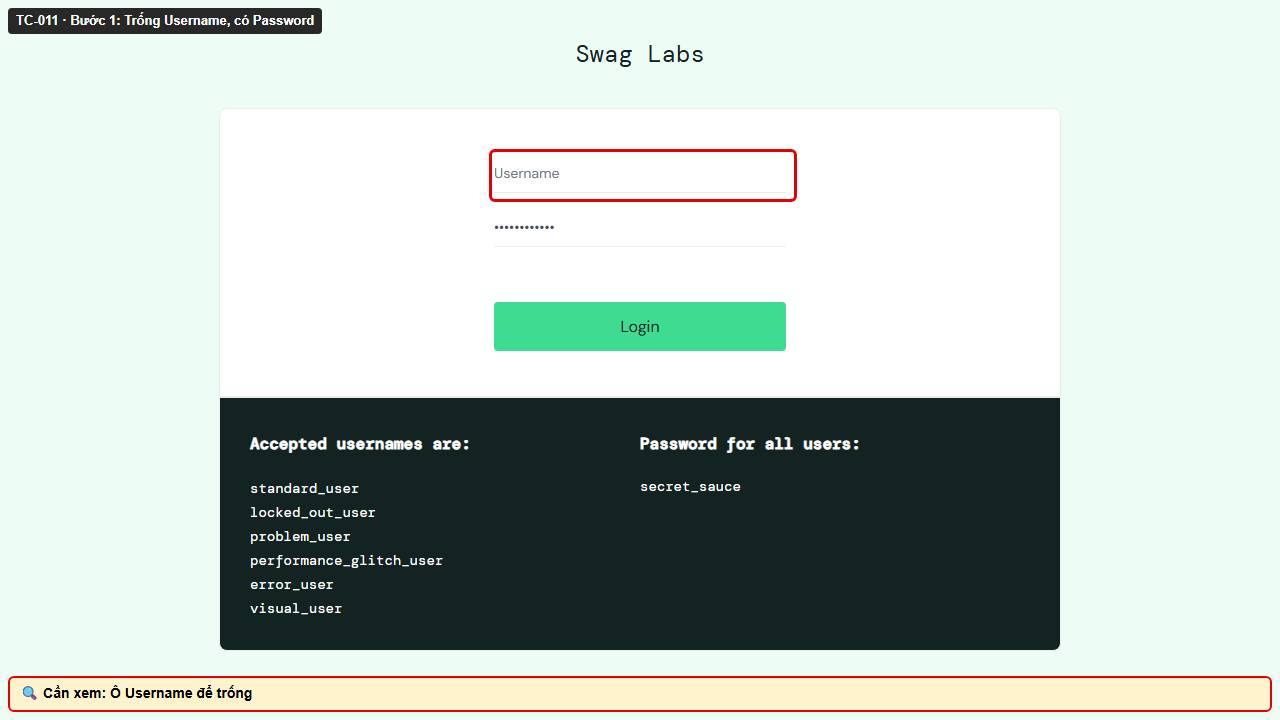 TC-011 · Bước 1: Trống Username, có Password
Swag Labs
Username
••••••••••••
Login
Accepted usernames are:
standard_user
locked_out_user
problem_user
performance_glitch_user
error_user
visual_user
Password for all users:
secret_sauce
🔍 Cần xem: Ô Username để trống